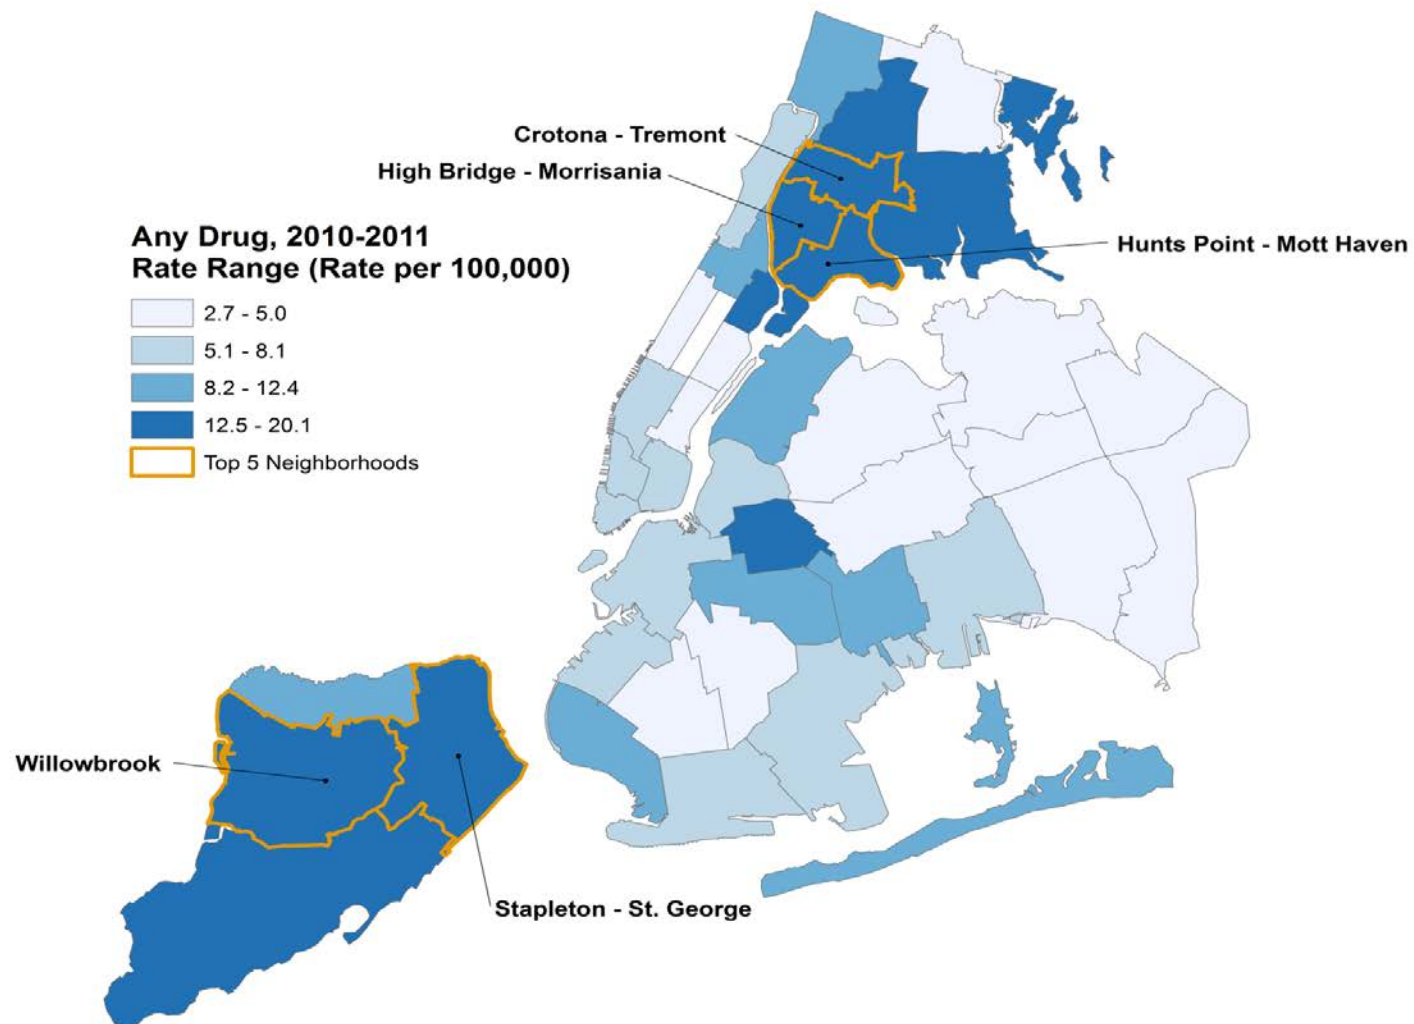 Crotona - Tremont
High Bridge - Morrisania
Any Drug, 2010-2011
Rate Range (Rate per 100,000)
2.7 - 5.0
5.1 - 8.1
8.2 - 12.4
12.5 - 20.1
Top 5 Neighborhoods
Hunts Point - Mott Haven
Willowbrook
Stapleton - St. George